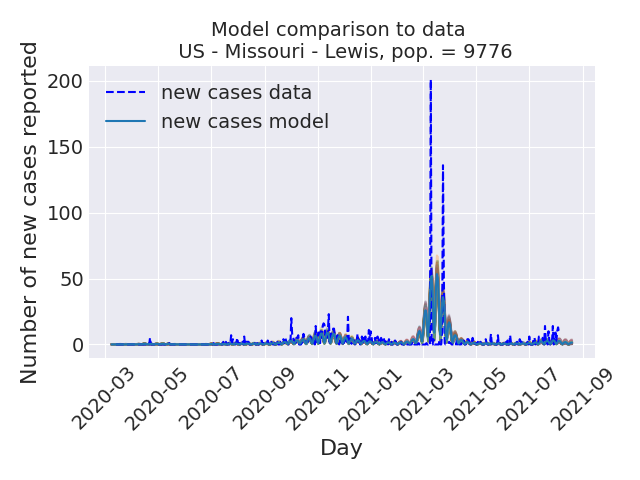 Model comparison to data
US - Missouri - Lewis, pop. = 9776
Number of new cases reported
200
150
100
50
0
new cases data
new cases model
2020-03
2020-05
2020-07
2020-09
2020-11
2021-01
2021-03
2021-05
2021-07
2021-09
Day